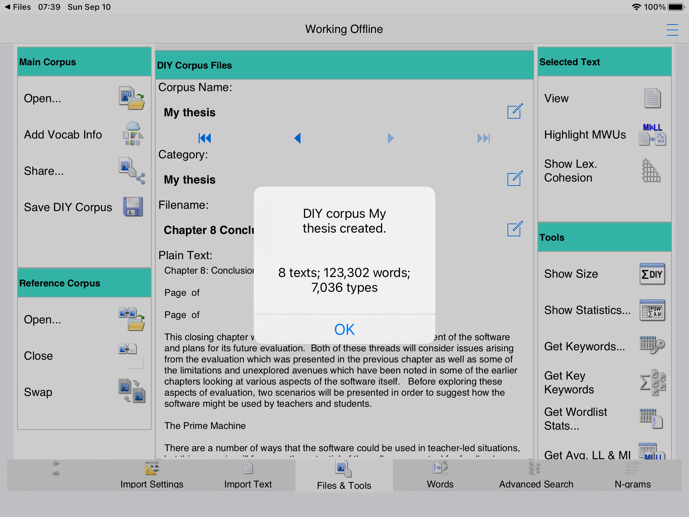 Files 07:39 Sun Sep 10 100%
Working Offline
Main Corpus
Open...
Add Vocab Info
Share...
Save DIY Corpus
Reference Corpus
Open...
Close
Swap
DIY Corpus Files
Corpus Name:
My thesis
Category:
My thesis
Filename:
Chapter 8 Conclu
Plain Text:
Chapter 8: Conclusion
Page of
Page of
This closing chapter w
ent of the software
and plans for its future evaluation. Both of these threads will consider issues arising
from the evaluation which was presented in the previous chapter as well as some of
the limitations and unexplored avenues which have been noted in some of the earlier
chapters looking at various aspects of the software itself. Before exploring these
aspects of evaluation, two scenarios will be presented in order to suggest how the
software might be used by teachers and students.
The Prime Machine
There are a number of ways that the software could be used in teacher-led situations,
DIY corpus My
thesis created.
8 texts; 123,302 words;
7,036 types
OK
Selected Text
View
Highlight MWUs
Show Lex.
Cohesion
Tools
Show Size
Show Statistics...
Get Keywords...
Get Key
Keywords
Get Wordlist
Stats...
Get Avg. LL & MI
Import Settings
Import Text
Files & Tools
Words
Advanced Search
N-grams